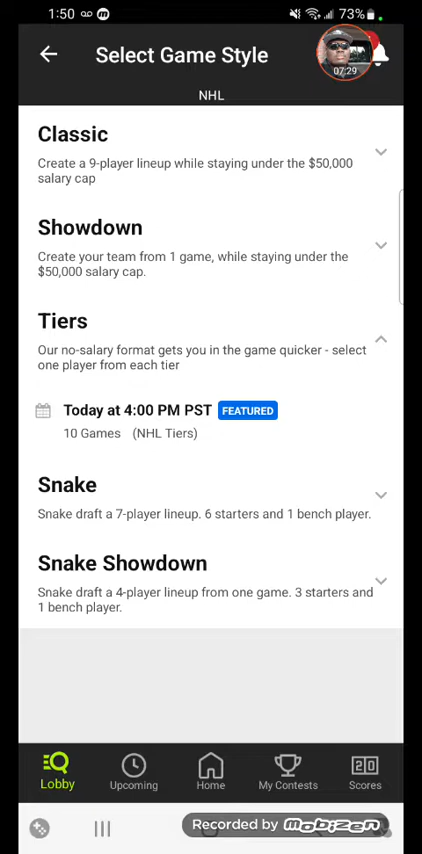 1:50
73%
Select Game Style
07:29
NHL
Classic
Create a 9-player lineup while staying under the $50,000
salary cap
Showdown
Create your team from 1 game, while staying under the
$50,000 salary cap.
Tiers
Our no-salary format gets you in the game quicker - select
one player from each tier
Today at 4:00 PM PST FEATURED
10 Games (NHL Tiers)
Snake
Snake draft a 7-player lineup. 6 starters and 1 bench player.
Snake Showdown
Snake draft a 4-player lineup from one game. 3 starters and
1 bench player.
Lobby Upcoming Home My Contests Scores
Recorded by mobizen